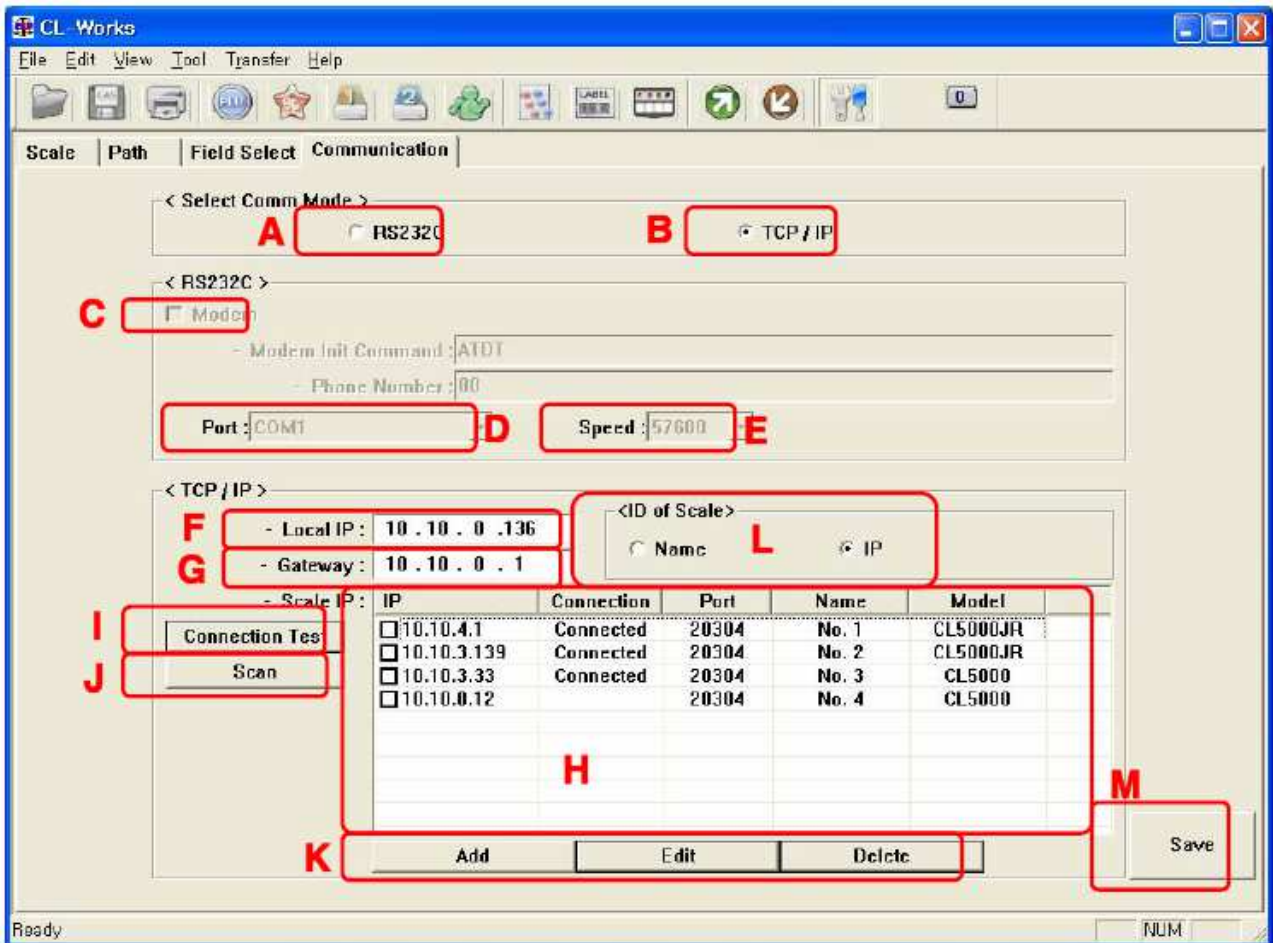 CL-Works
File Edit View Tool Transfer Help
PLU 1 2 LABEL 0
Scale Path Field Select Communication
< Select Comm Mode >
A RS232C B TCP / IP
< RS232C >
C Modem
- Modem Init Command : ATDT
- Phone Number : 00
Port : COM1 D Speed : 57600 E
< TCP / IP >
<ID of Scale>
F - Local IP : 10 . 10 . 0 . 136
Name L IP
G - Gateway : 10 . 10 . 0 . 1
- Scale IP : IP Connection Port Name Model
I Connection Test
10.10.4.1 Connected 20304 No. 1 CL5000JR
10.10.3.139 Connected 20304 No. 2 CL5000JR
J Scan
10.10.3.33 Connected 20304 No. 3 CL5000
10.10.0.12 20304 No. 4 CL5000
H
M
K Add Edit Delete
Save
Ready NUM